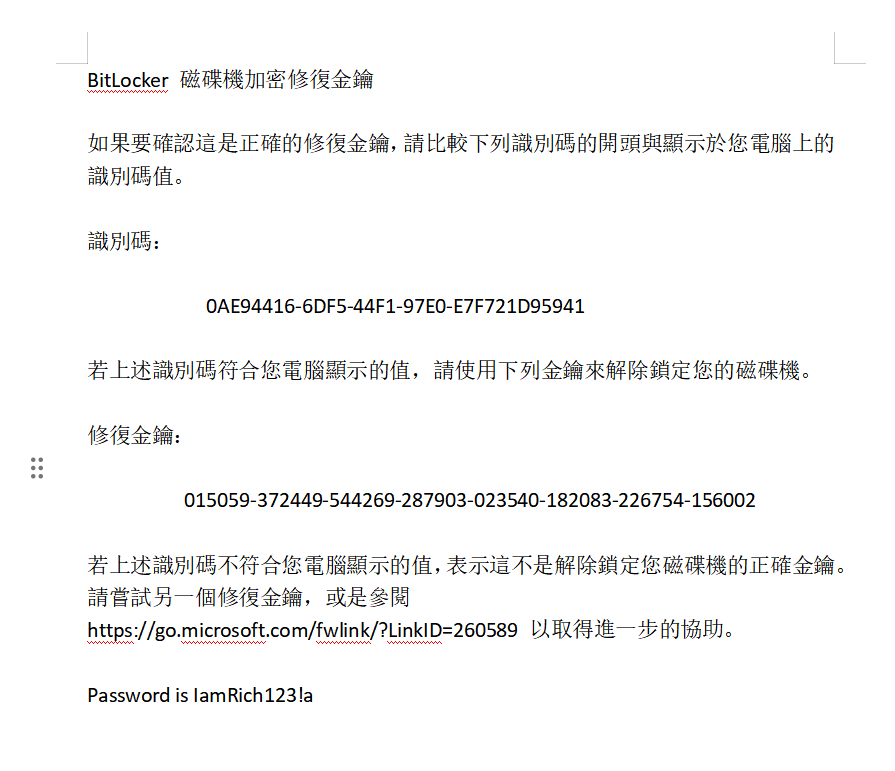 BitLocker 磁碟機加密修復金鑰
如果要確認這是正確的修復金鑰，請比較下列識別碼的開頭與顯示於您電腦上的
識別碼值。
識別碼：
0AE94416-6DF5-44F1-97E0-E7F721D95941
若上述識別碼符合您電腦顯示的值，請使用下列金鑰來解除鎖定您的磁碟機。
修復金鑰：
015059-372449-544269-287903-023540-182083-226754-156002
若上述識別碼不符合您電腦顯示的值，表示這不是解除鎖定您磁碟機的正確金鑰。
請嘗試另一個修復金鑰，或是參閱
https://go.microsoft.com/fwlink/?LinkID=260589 以取得進一步的協助。
Password is IamRich123!a